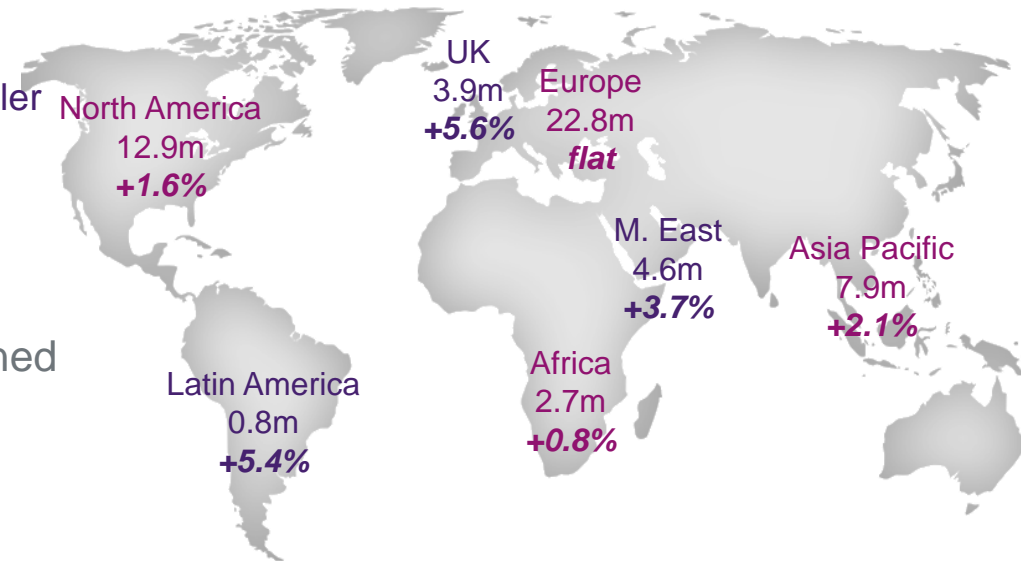 ler
North America
12.9m
+1.6%
UK
3.9m
+5.6%
Europe
22.8m
flat
M. East
4.6m
+3.7%
Asia Pacific
7.9m
+2.1%
ned
Latin America
0.8m
+5.4%
Africa
2.7m
+0.8%